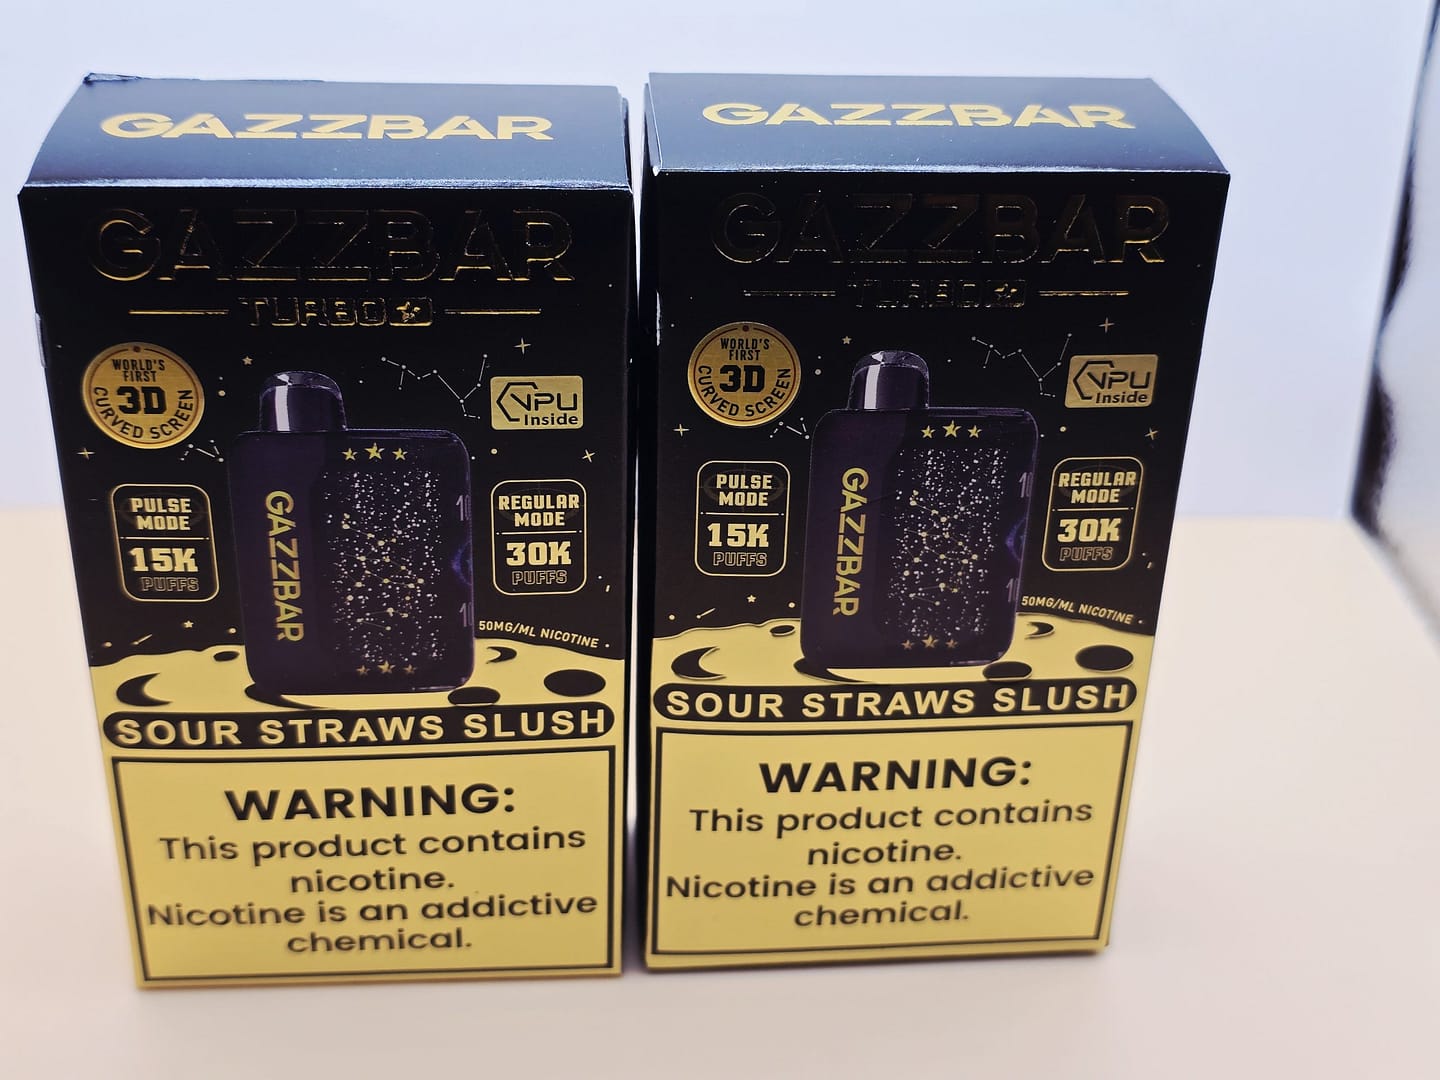 GAZZBAR
GAZZBAR
TURBO
WORLD'S
FIRST
3D
CURVED SCREEN
VPU
Inside
PULSE
MODE
15K
PUFFS
REGULAR
MODE
30K
PUFFS
GAZZBAR
50MG/ML NICOTINE
SOUR STRAWS SLUSH
WARNING:
This product contains
nicotine.
Nicotine is an addictive
chemical.
GAZZBAR
GAZZBAR
TURBO
WORLD'S
FIRST
3D
CURVED SCREEN
VPU
Inside
PULSE
MODE
15K
PUFFS
REGULAR
MODE
30K
PUFFS
GAZZBAR
50MG/ML NICOTINE
SOUR STRAWS SLUSH
WARNING:
This product contains
nicotine.
Nicotine is an addictive
chemical.